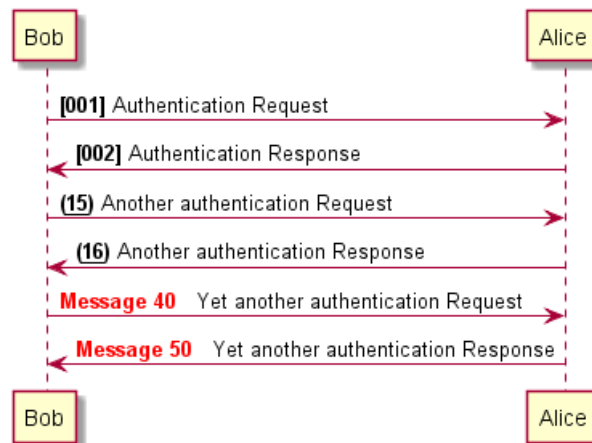 Bob Alice
[001] Authentication Request
[002] Authentication Response
(15) Another authentication Request
(16) Another authentication Response
Message 40 Yet another authentication Request
Message 50 Yet another authentication Response
Bob Alice